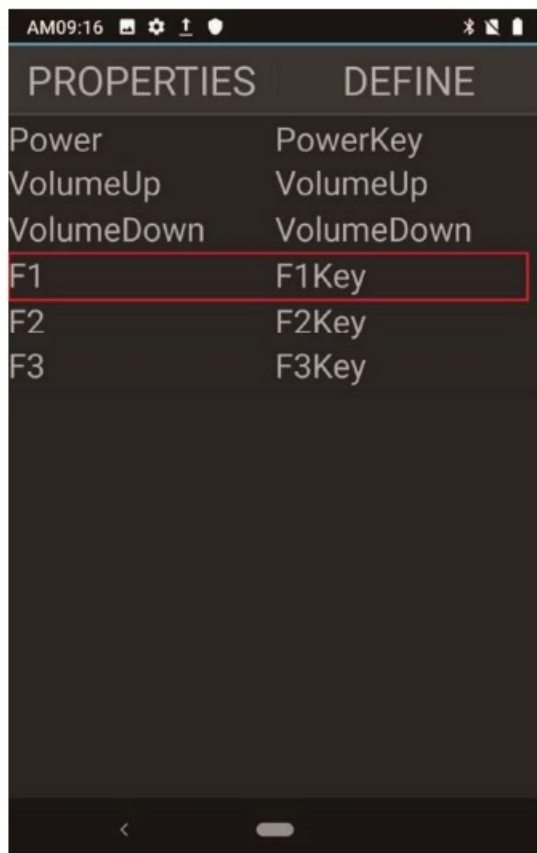 AM09:16
PROPERTIES DEFINE
Power PowerKey
VolumeUp VolumeUp
VolumeDown VolumeDown
F1 F1Key
F2 F2Key
F3 F3Key